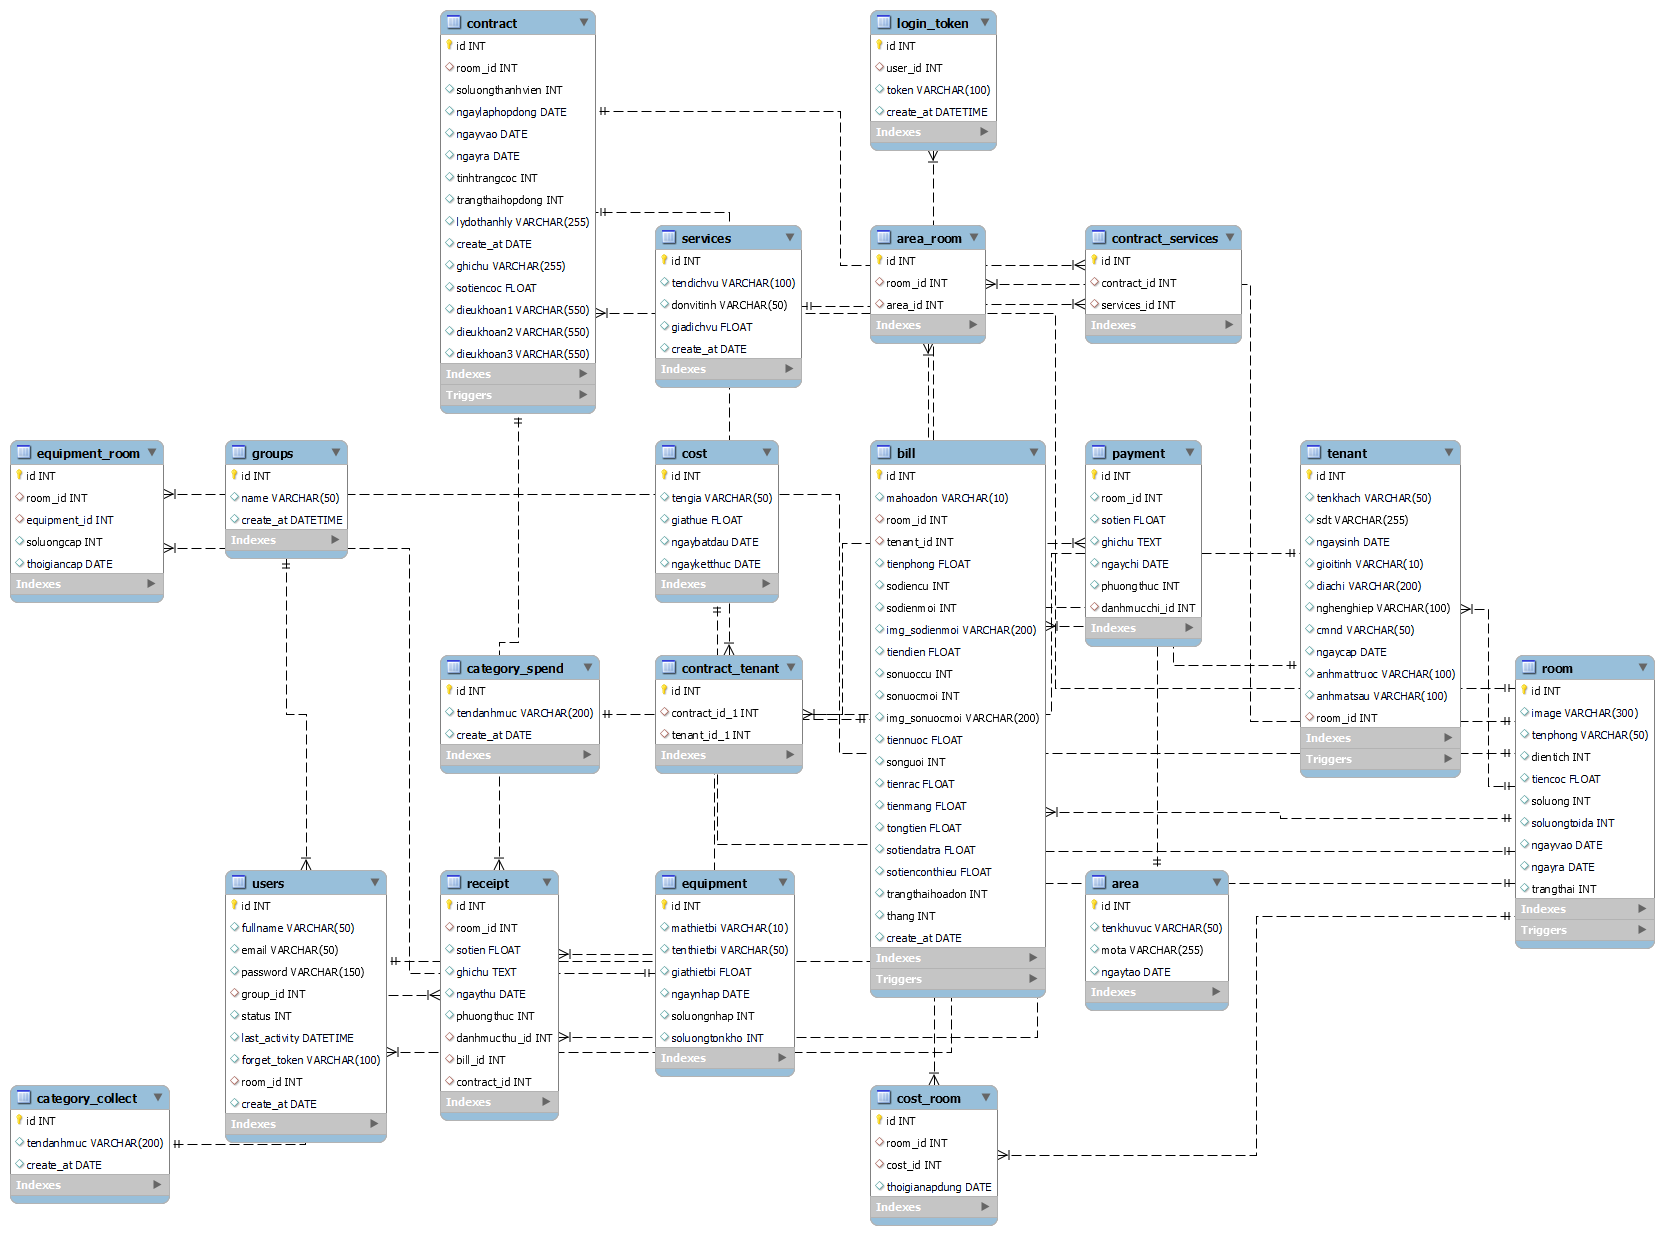 contract
id INT
room_id INT
soluongthanhvien INT
ngaylaphopdong DATE
ngayvao DATE
ngayra DATE
tinhtrangcoc INT
trangthaihopdong INT
lydothanhly VARCHAR(255)
create_at DATE
ghichu VARCHAR(255)
sotiencoc FLOAT
dieukhoan1 VARCHAR(550)
dieukhoan2 VARCHAR(550)
dieukhoan3 VARCHAR(550)
Indexes
Triggers
login_token
id INT
user_id INT
token VARCHAR(100)
create_at DATETIME
Indexes
services
id INT
tendichvu VARCHAR(100)
donvitinh VARCHAR(50)
giadichvu FLOAT
create_at DATE
Indexes
area_room
id INT
room_id INT
area_id INT
Indexes
contract_services
id INT
contract_id INT
services_id INT
Indexes
equipment_room
id INT
room_id INT
equipment_id INT
soluongcap INT
thoigiancap DATE
Indexes
groups
id INT
name VARCHAR(50)
create_at DATETIME
Indexes
cost
id INT
tengia VARCHAR(50)
giathue FLOAT
ngaybatdau DATE
ngayketthuc DATE
Indexes
bill
id INT
mahoadon VARCHAR(10)
room_id INT
tenant_id INT
tienphong FLOAT
sodiencu INT
sodienmoi INT
img_sodienmoi VARCHAR(200)
tiendien FLOAT
sonuoccu INT
sonuocmoi INT
img_sonuocmoi VARCHAR(200)
tiennuoc FLOAT
songuoi INT
tienrac FLOAT
tienmang FLOAT
tongtien FLOAT
sotiendatra FLOAT
sotienconthieu FLOAT
trangthaihoadon INT
thang INT
create_at DATE
Indexes
Triggers
payment
id INT
room_id INT
sotien FLOAT
ghichu TEXT
ngaychi DATE
phuongthuc INT
danhmucchi_id INT
Indexes
tenant
id INT
tenkhach VARCHAR(50)
sdt VARCHAR(255)
ngaysinh DATE
gioitinh VARCHAR(10)
diachi VARCHAR(200)
nghenghiep VARCHAR(100)
cmnd VARCHAR(50)
ngaycap DATE
anhmattruoc VARCHAR(100)
anhmatsau VARCHAR(100)
room_id INT
Indexes
Triggers
category_spend
id INT
tendanhmuc VARCHAR(200)
create_at DATE
Indexes
contract_tenant
id INT
contract_id_1 INT
tenant_id_1 INT
Indexes
room
id INT
image VARCHAR(300)
tenphong VARCHAR(50)
dientich INT
tiencoc FLOAT
soluong INT
soluongtoida INT
ngayvao DATE
ngayra DATE
trangthai INT
Indexes
Triggers
users
id INT
fullname VARCHAR(50)
email VARCHAR(50)
password VARCHAR(150)
group_id INT
status INT
last_activity DATETIME
forget_token VARCHAR(100)
room_id INT
create_at DATE
Indexes
receipt
id INT
room_id INT
sotien FLOAT
ghichu TEXT
ngaythu DATE
phuongthuc INT
danhmucthu_id INT
bill_id INT
contract_id INT
Indexes
equipment
id INT
mathietbi VARCHAR(10)
tenthietbi VARCHAR(50)
giathietbi FLOAT
ngaynhap DATE
soluongnhap INT
soluongtonkho INT
Indexes
area
id INT
tenkhuvuc VARCHAR(50)
mota VARCHAR(255)
ngaytao DATE
Indexes
category_collect
id INT
tendanhmuc VARCHAR(200)
create_at DATE
Indexes
cost_room
id INT
room_id INT
cost_id INT
thoigianapdung DATE
Indexes